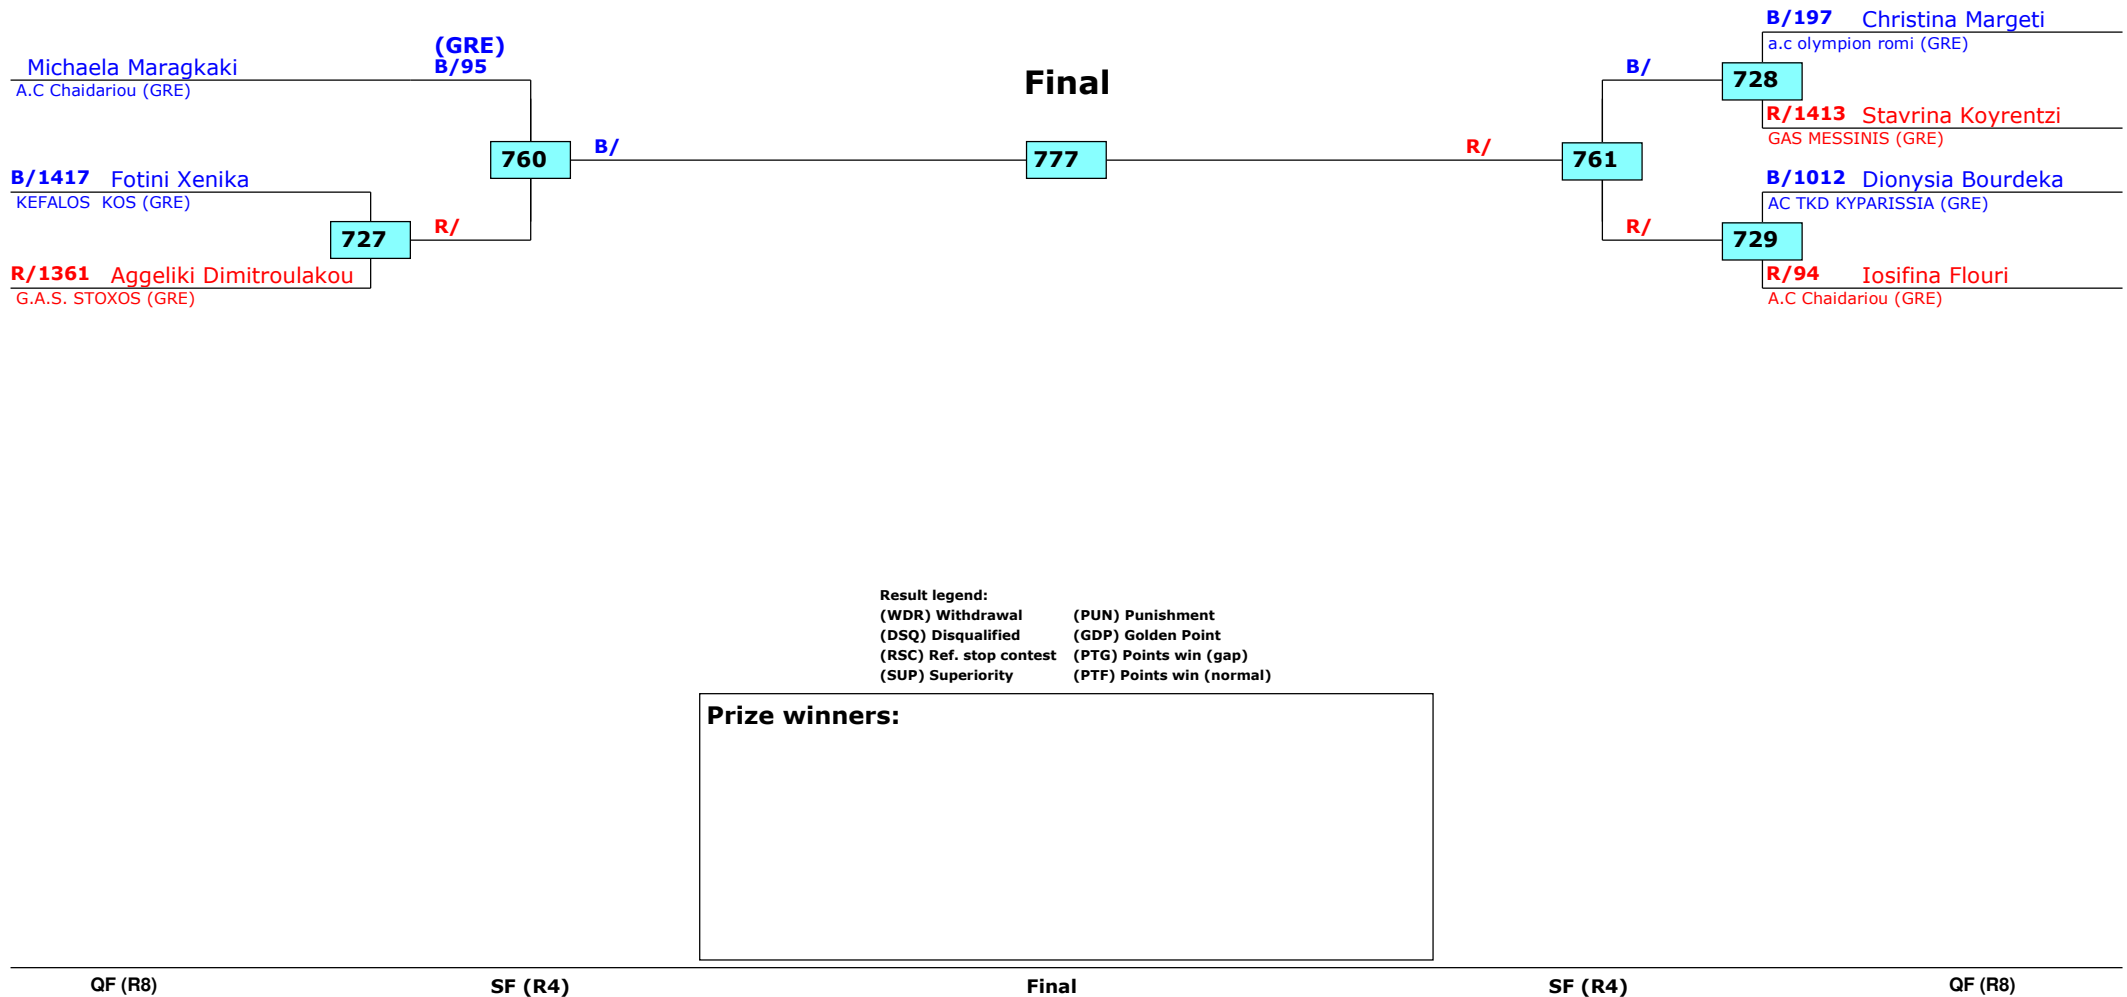 B/197 Christina Margeti
a.c olympion romi (GRE)
(GRE)
Michaela Maragkaki B/95
A.C Chaidariou (GRE)
Final
B/
728
R/1413 Stavrina Koyrentzi
GAS MESSINIS (GRE)
760
B/
777
R/
761
B/1417 Fotini Xenika
KEFALOS  KOS (GRE)
B/1012 Dionysia Bourdeka
AC TKD KYPARISSIA (GRE)
727
R/
R/
729
R/1361 Aggeliki Dimitroulakou
G.A.S. STOXOS (GRE)
R/94 Iosifina Flouri
A.C Chaidariou (GRE)
Result legend:
(WDR) Withdrawal (PUN) Punishment
(DSQ) Disqualified (GDP) Golden Point
(RSC) Ref. stop contest (PTG) Points win (gap)
(SUP) Superiority (PTF) Points win (normal)
Prize winners:
QF (R8) SF (R4) Final SF (R4) QF (R8)